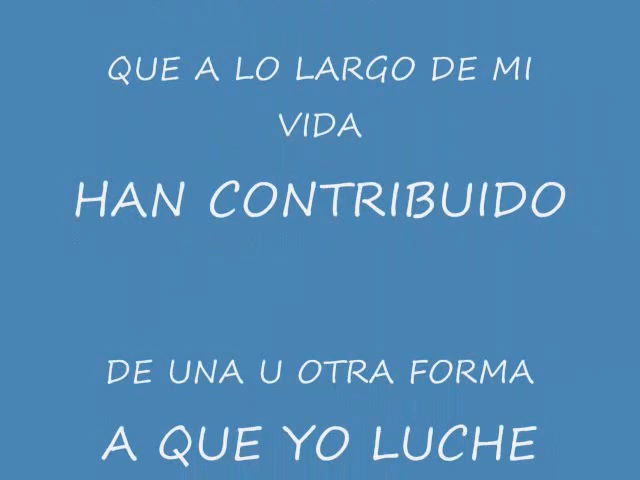 QUE A LO LARGO DE MI
VIDA
HAN CONTRIBUIDO
DE UNA U OTRA FORMA
A QUE YO LUCHE